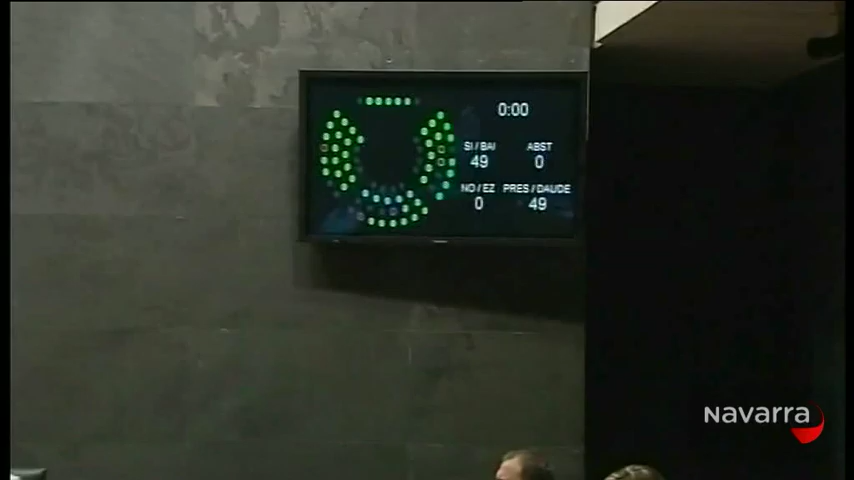 0:00
SI / BAI ABST
49 0
NO / EZ PRES / DAUDE
0 49
NAVARRA